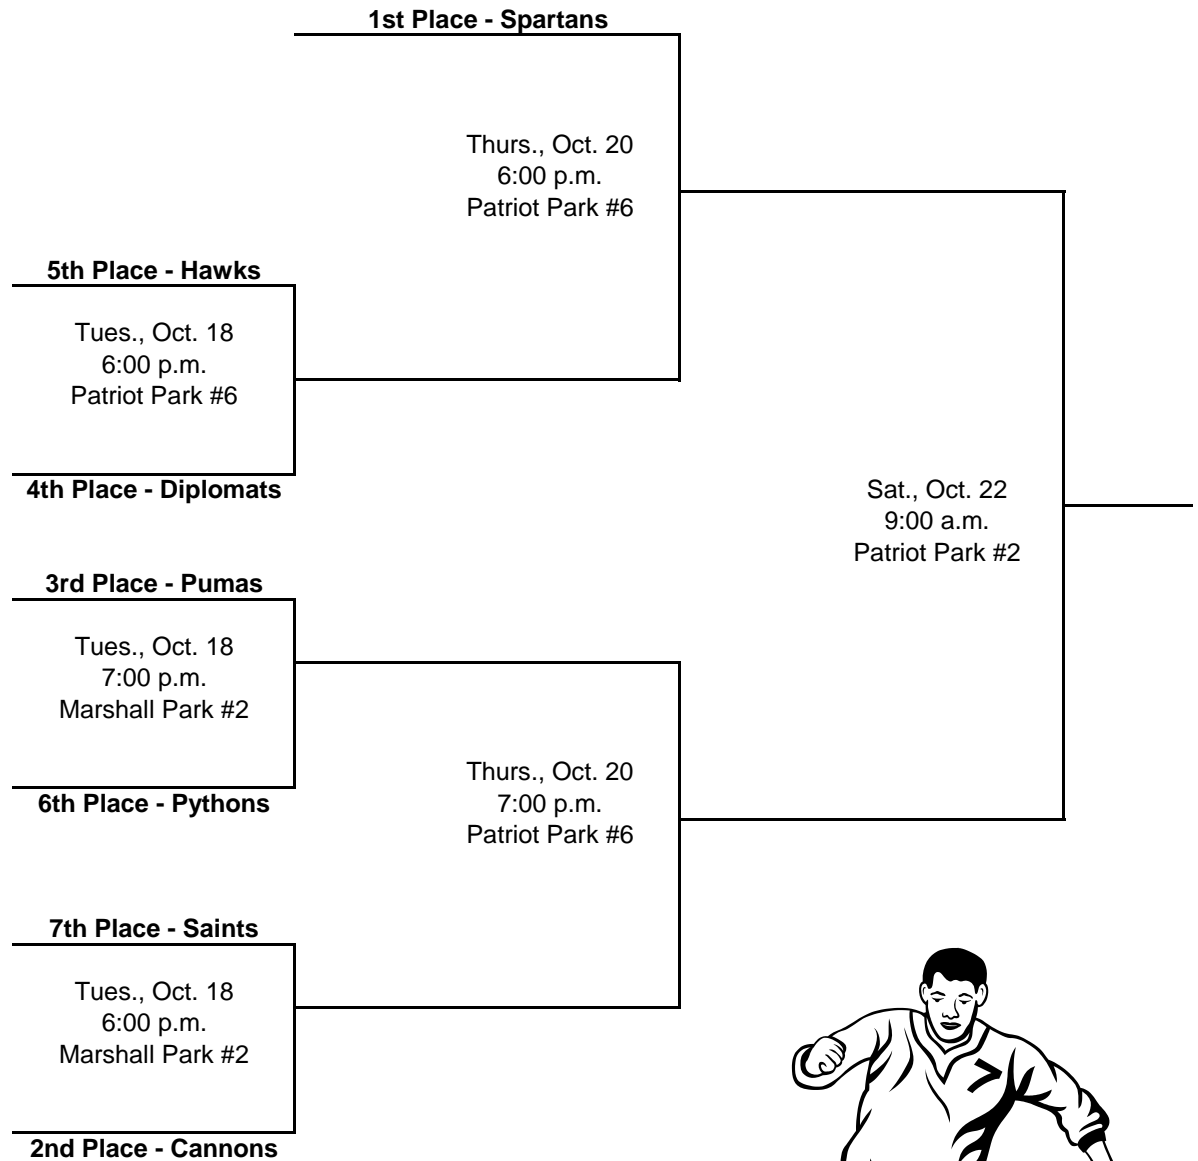 1st Place - Spartans
Thurs., Oct. 20
6:00 p.m.
Patriot Park #6
5th Place - Hawks
Tues., Oct. 18
6:00 p.m.
Patriot Park #6
4th Place - Diplomats
Sat., Oct. 22
9:00 a.m.
Patriot Park #2
3rd Place - Pumas
Tues., Oct. 18
7:00 p.m.
Marshall Park #2
6th Place - Pythons
Thurs., Oct. 20
7:00 p.m.
Patriot Park #6
7th Place - Saints
Tues., Oct. 18
6:00 p.m.
Marshall Park #2
2nd Place - Cannons
7